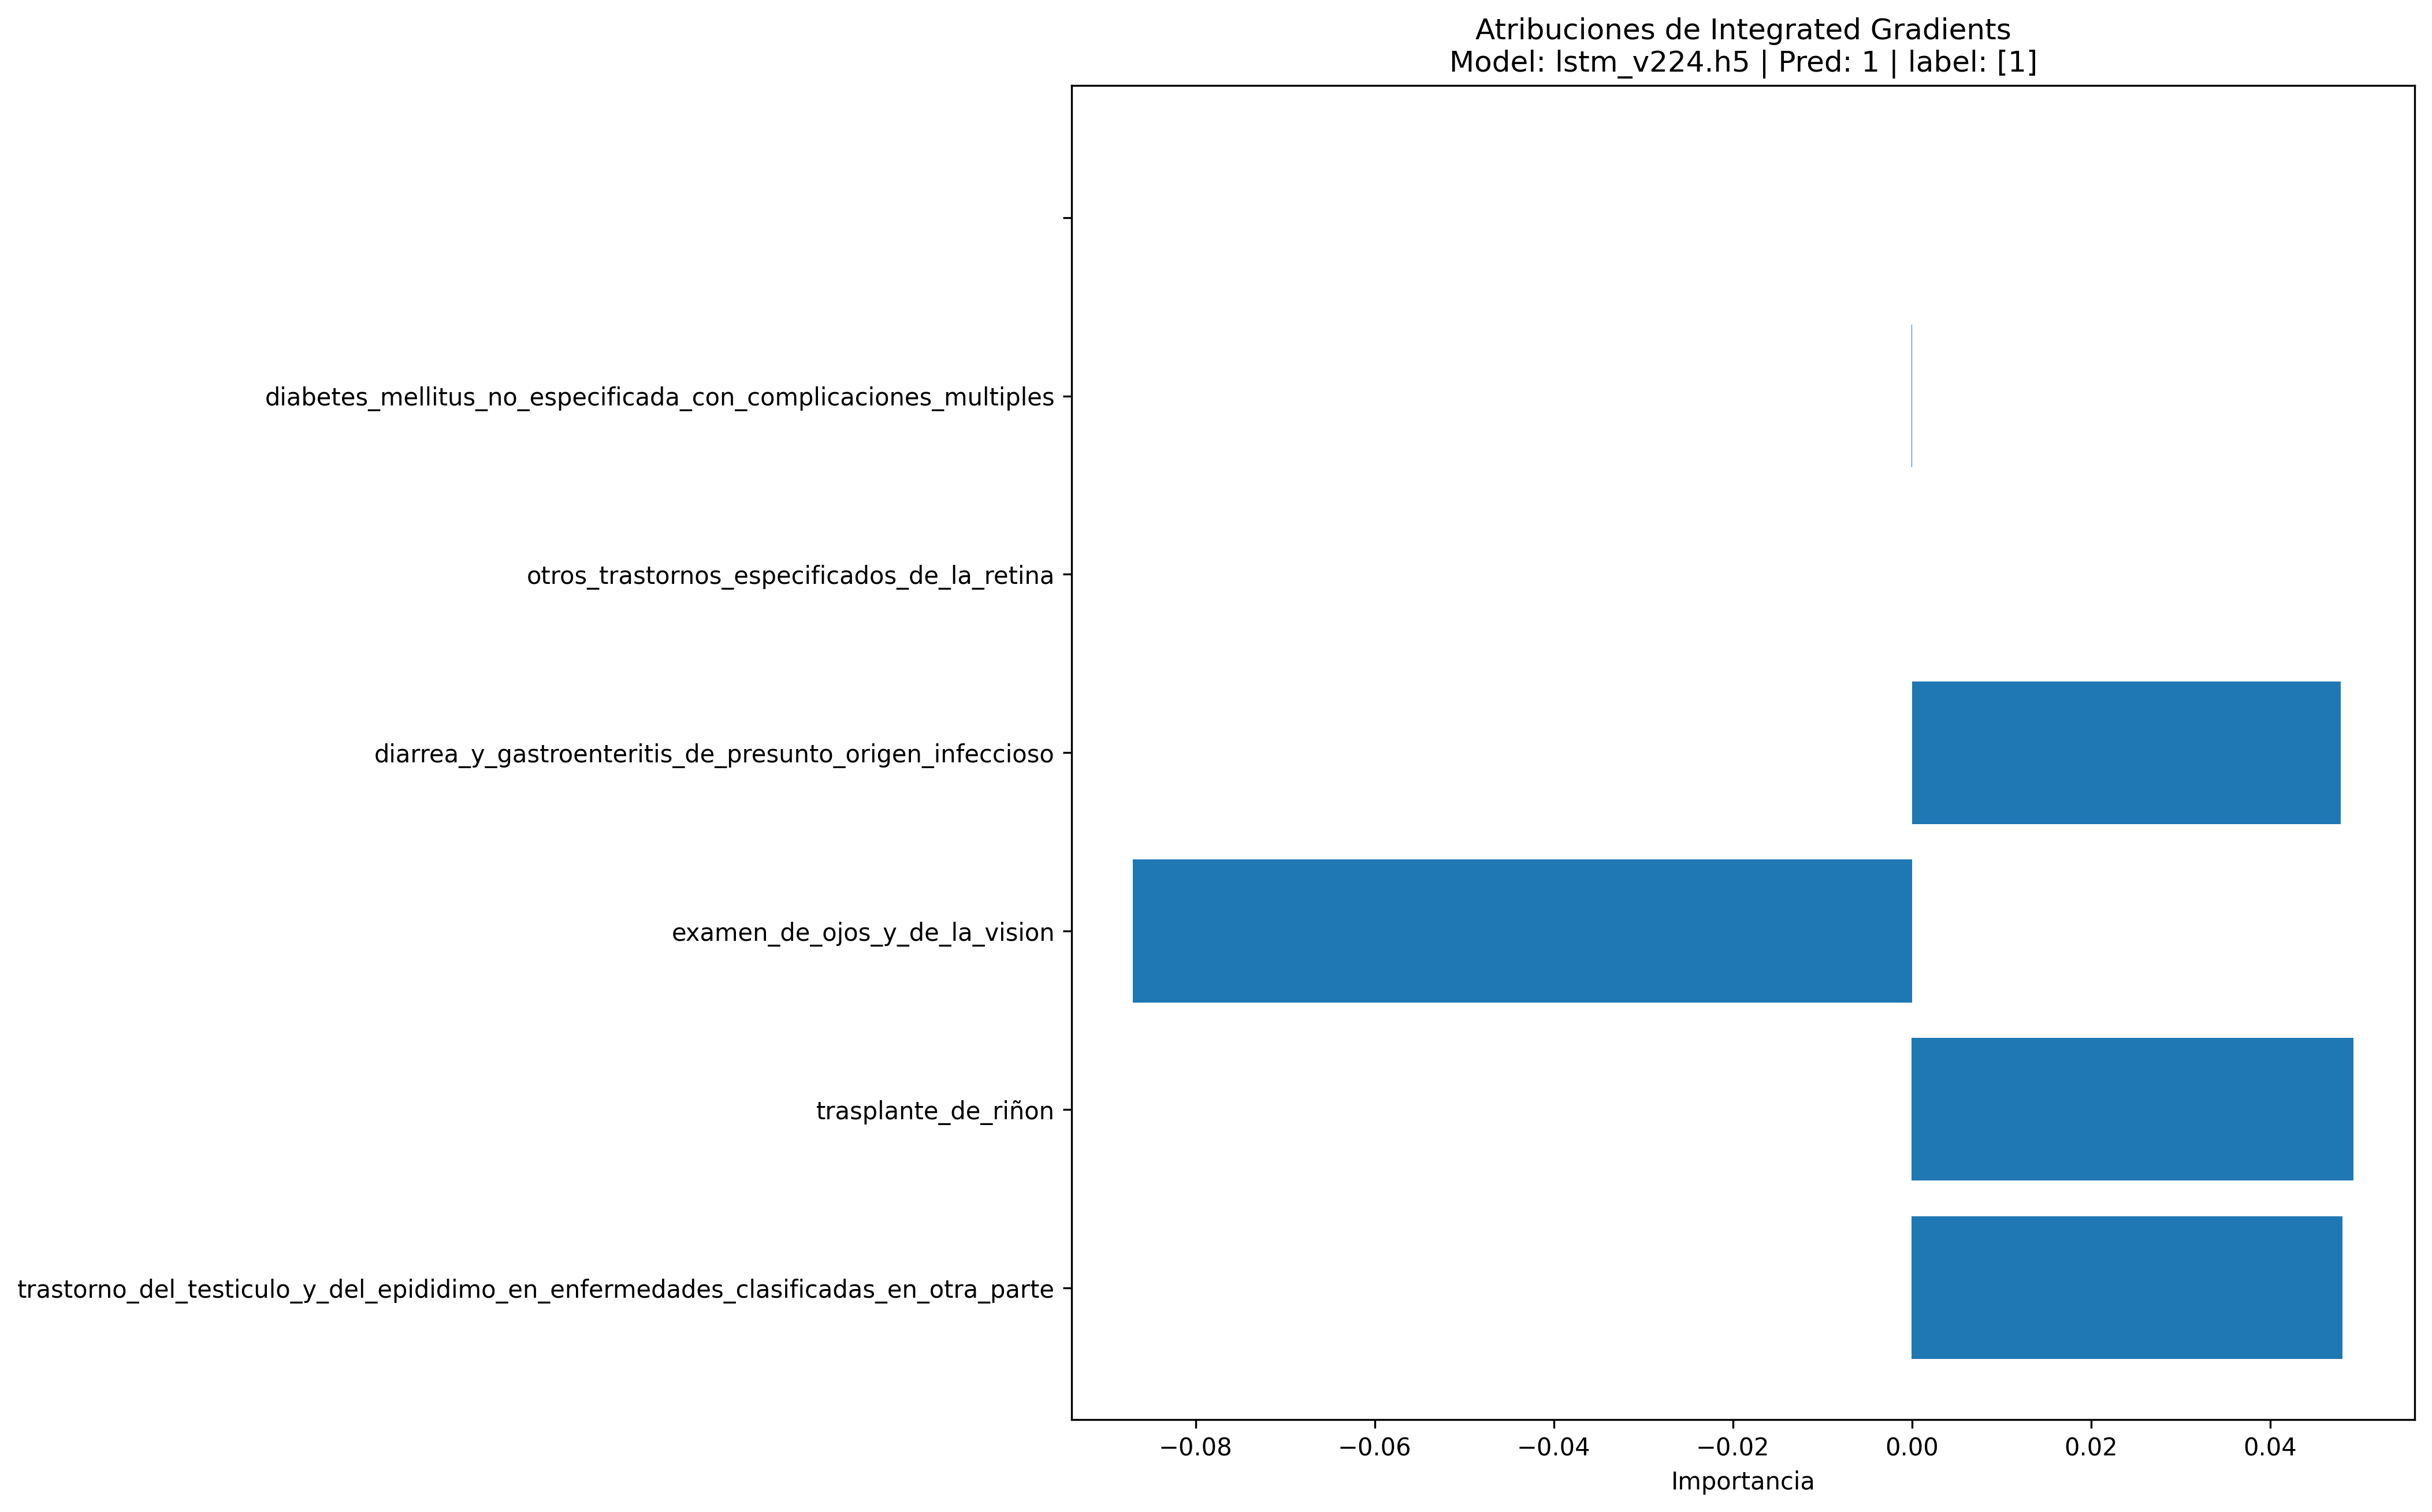 Atribuciones de Integrated Gradients
Model: lstm_v224.h5 | Pred: 1 | label: [1]
diabetes_mellitus_no_especificada_con_complicaciones_multiples
otros_trastornos_especificados_de_la_retina
diarrea_y_gastroenteritis_de_presunto_origen_infeccioso
examen_de_ojos_y_de_la_vision
trasplante_de_riñon
trastorno_del_testiculo_y_del_epididimo_en_enfermedades_clasificadas_en_otra_parte
−0.08 −0.06 −0.04 −0.02 0.00 0.02 0.04
Importancia